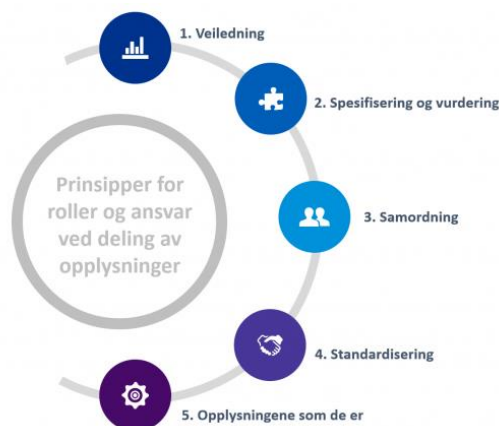 1. Veiledning
2. Spesifisering og vurdering
Prinsipper for
roller og ansvar
ved deling av
opplysninger
3. Samordning
4. Standardisering
5. Opplysningene som de er